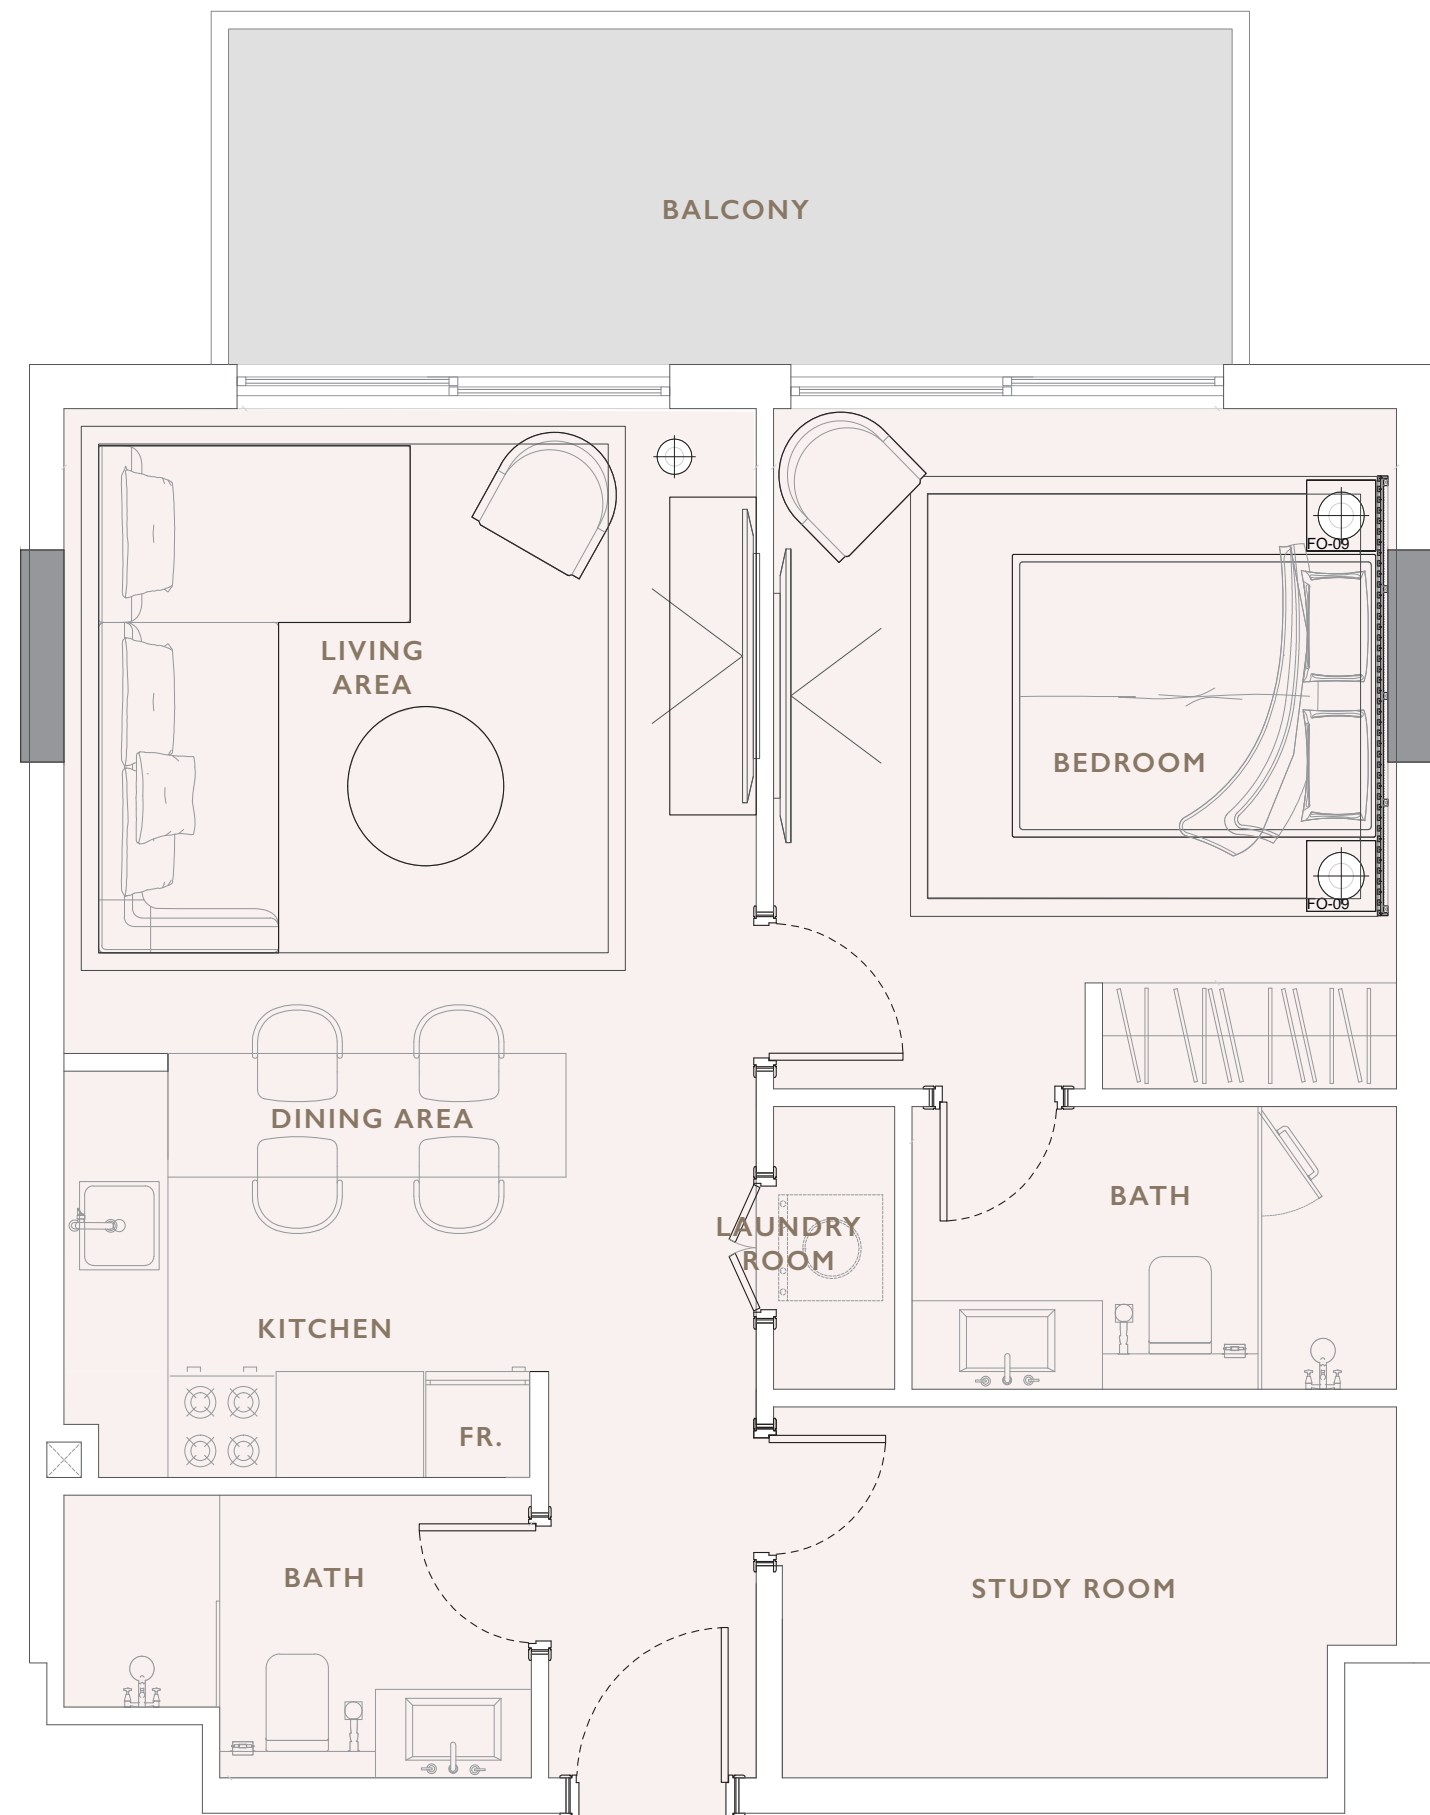 BALCONY
FO-09
LIVING
AREA
BEDROOM
FO-09
DINING AREA
BATH
LAUNDRY
ROOM
KITCHEN
FR.
BATH
STUDY ROOM